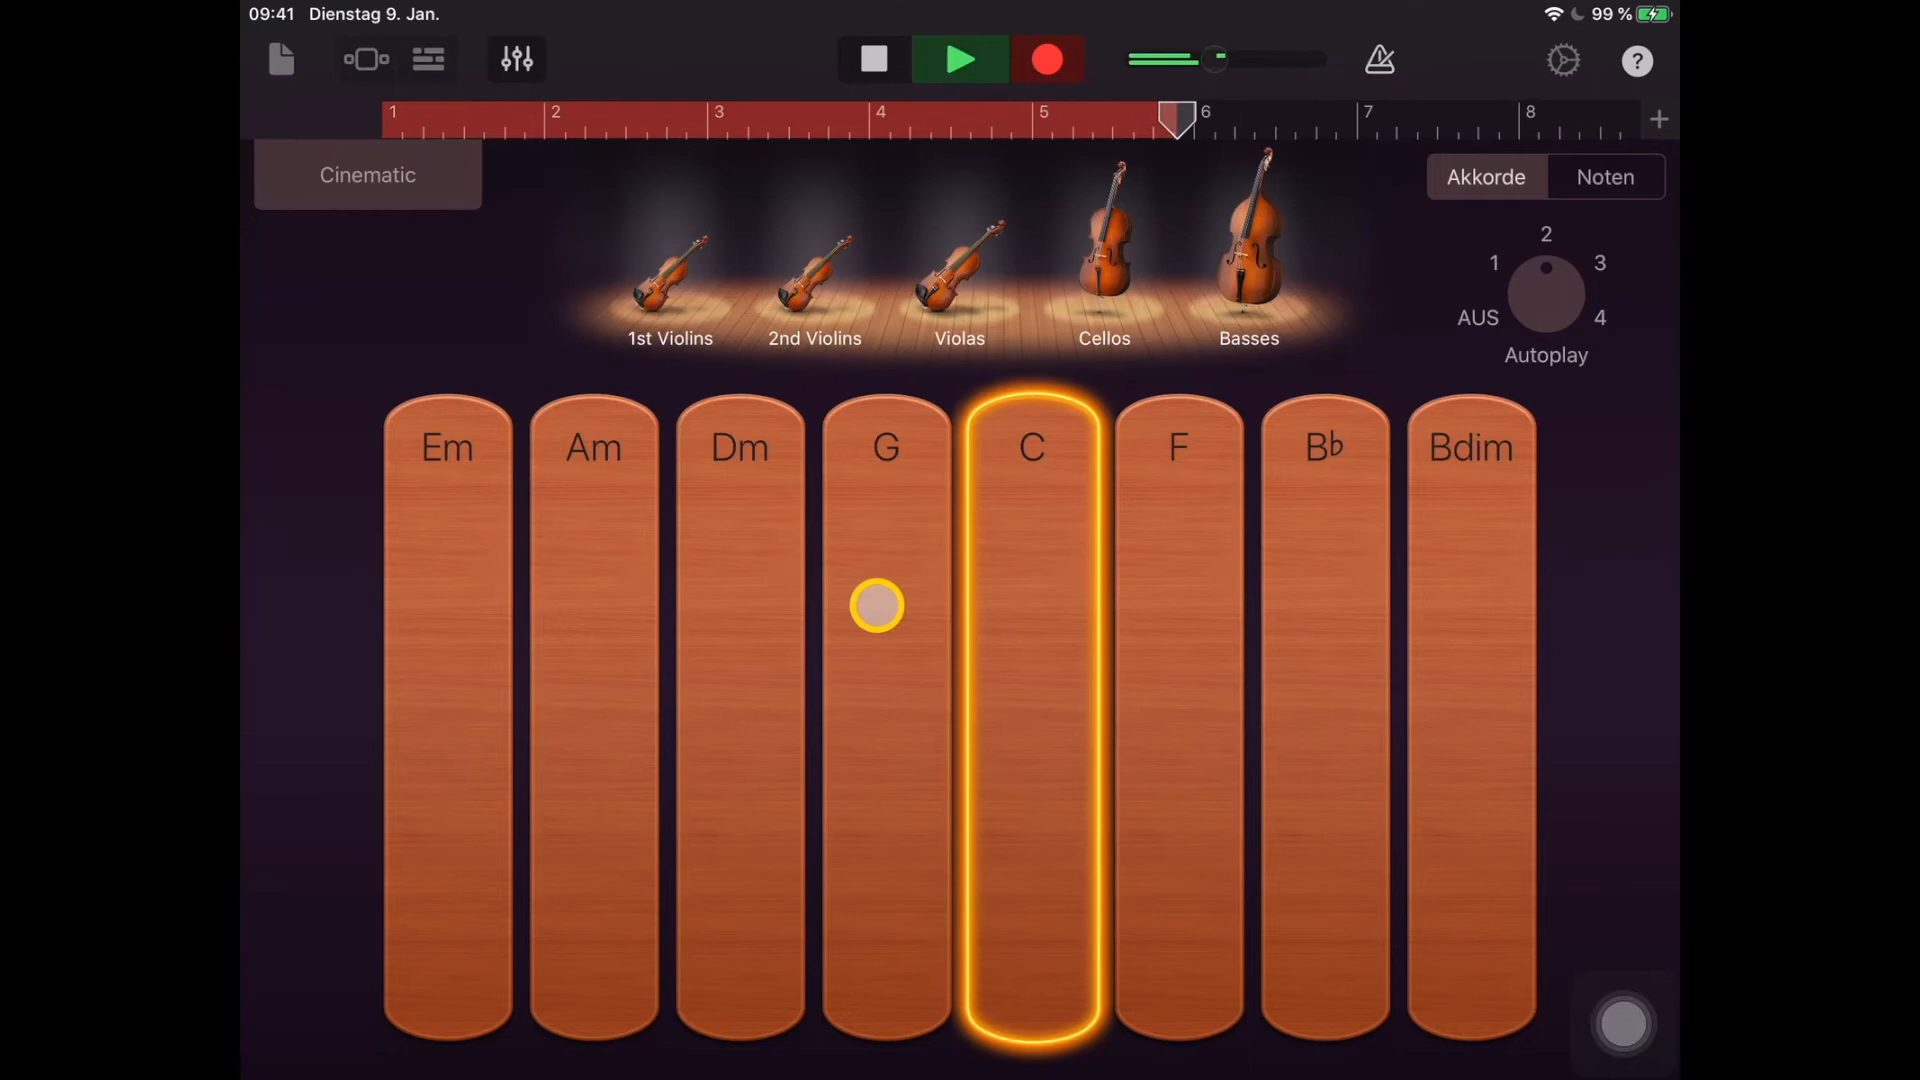 09:41 Dienstag 9. Jan.
99 %
?
1 2 3 4 5 6 7 8 +
Cinematic
Akkorde Noten
1st Violins 2nd Violins Violas Cellos Basses
2
1 3
AUS 4
Autoplay
Em Am Dm G C F B♭ Bdim